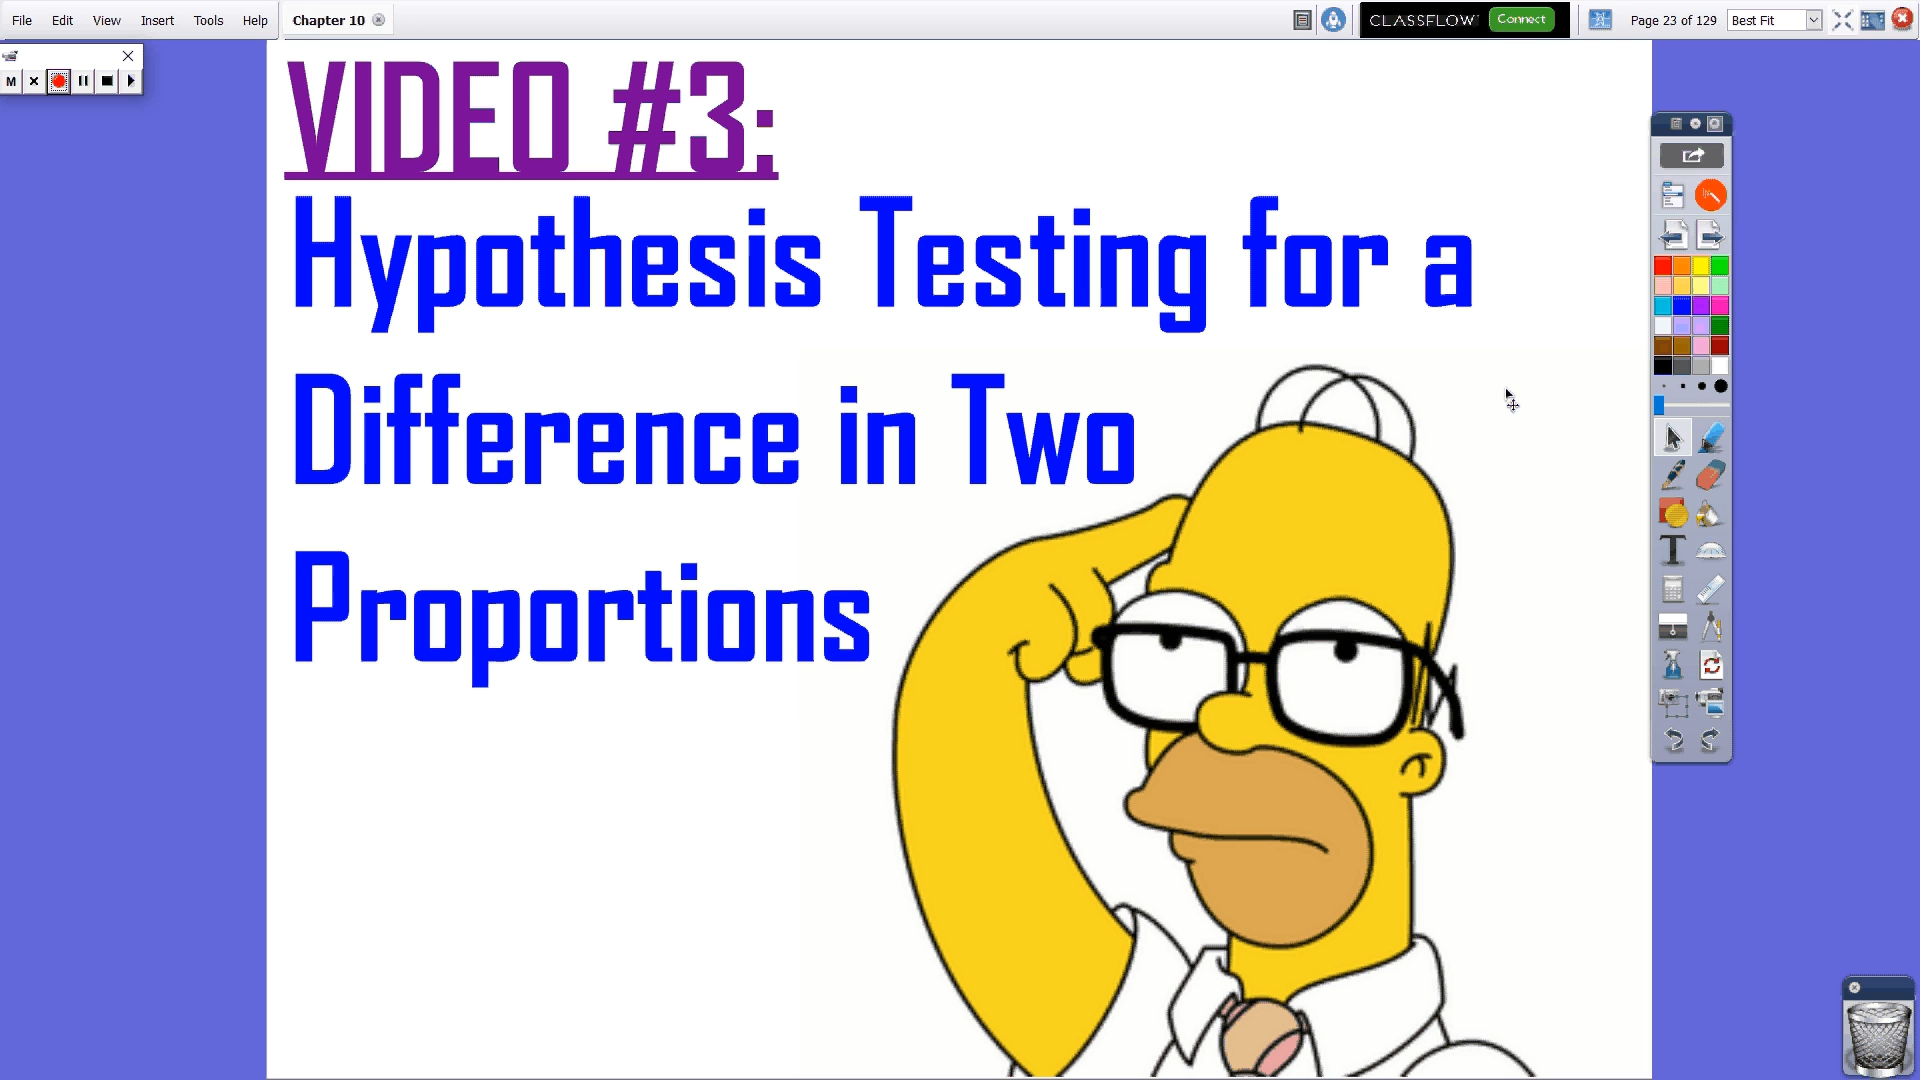 File Edit View Insert Tools Help Chapter 10 CLASSFLOW Connect Page 23 of 129 Best Fit
M
VIDEO #3:
Hypothesis Testing for a
Difference in Two
Proportions
T